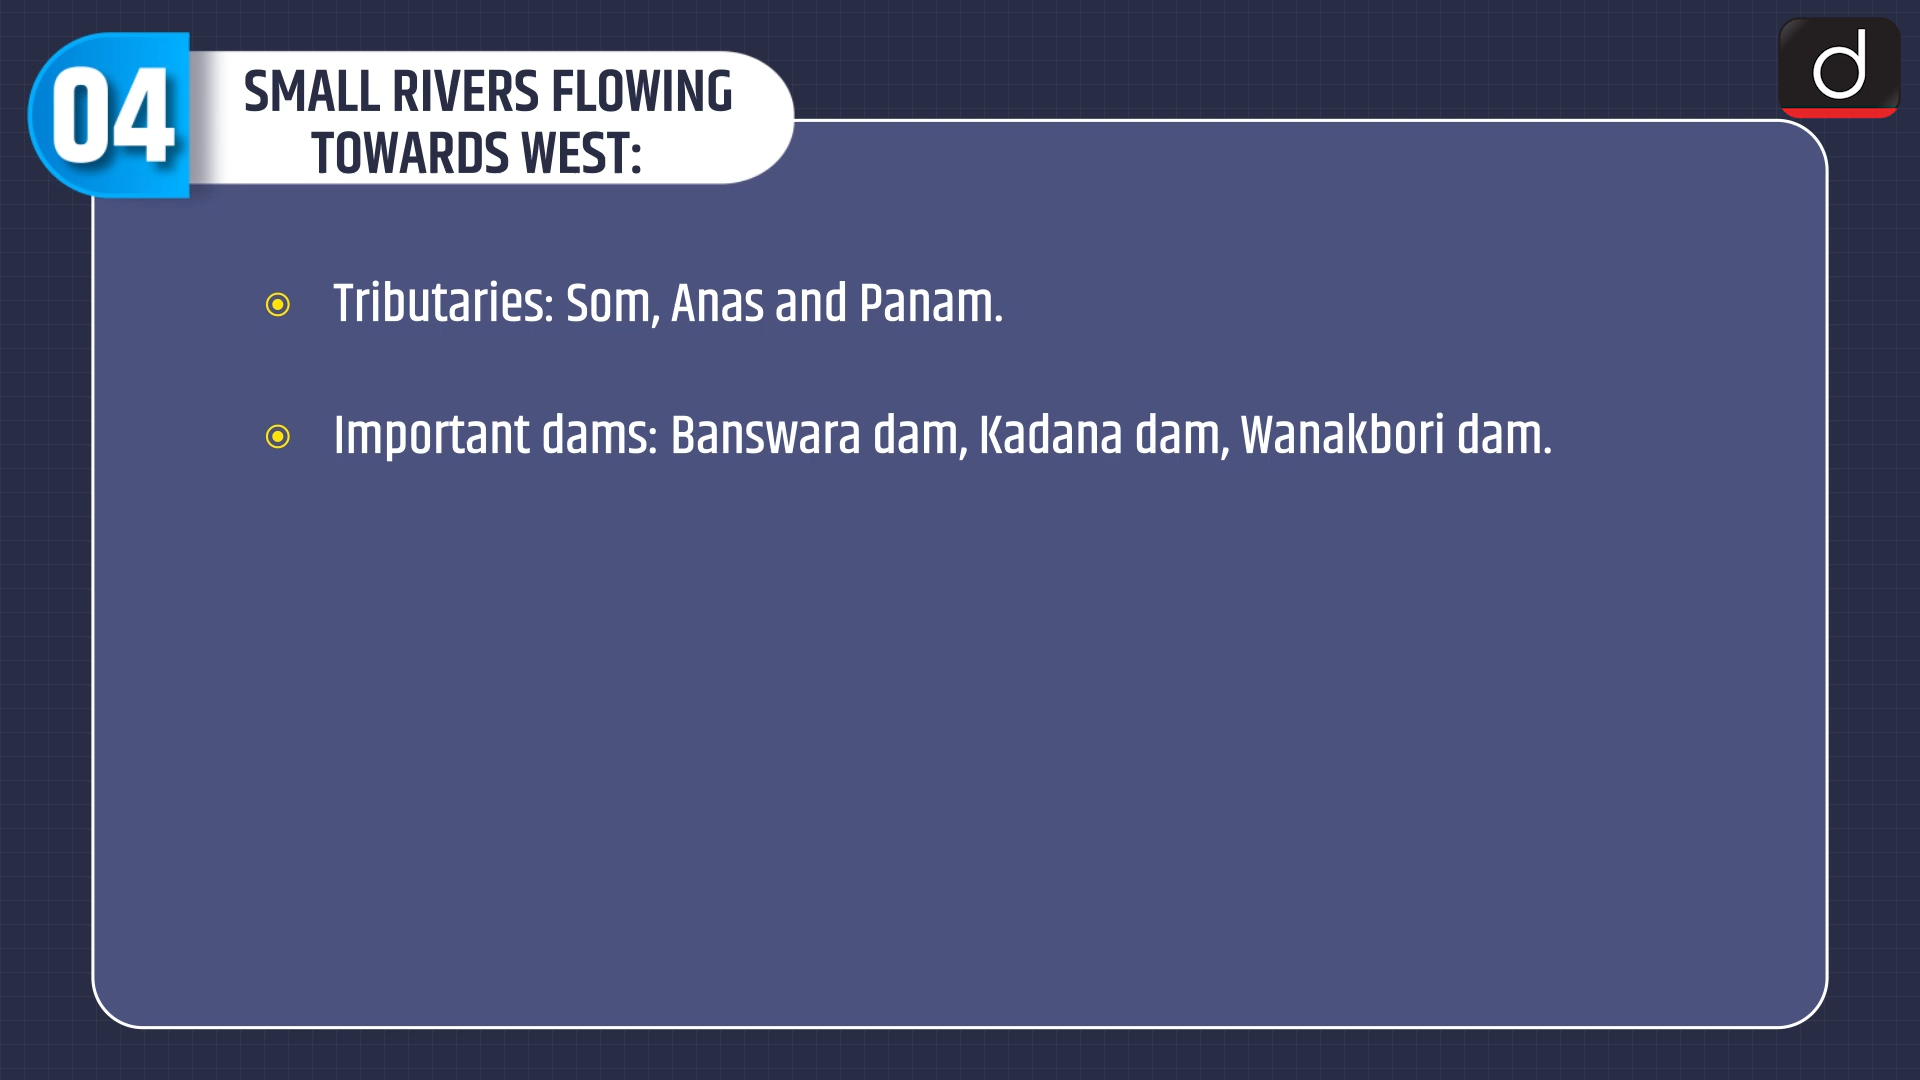 04
SMALL RIVERS FLOWING
TOWARDS WEST:
d
Tributaries: Som, Anas and Panam.
Important dams: Banswara dam, Kadana dam, Wanakbori dam.